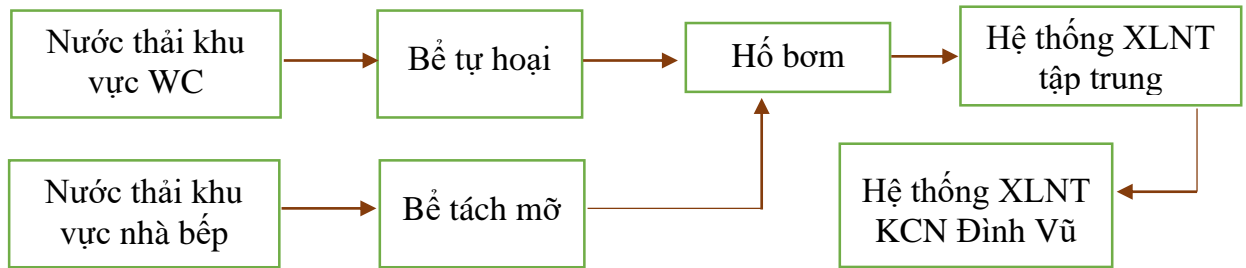 Nước thải khu
vực WC
Bể tự hoại
Hố bơm
Hệ thống XLNT
tập trung
Nước thải khu
vực nhà bếp
Bể tách mỡ
Hệ thống XLNT
KCN Đình Vũ